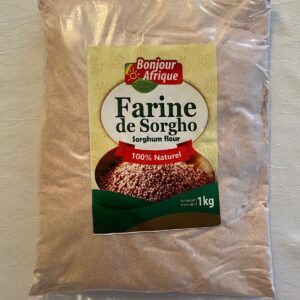 Bonjour
Afrique
Farine
de Sorgho
Sorghum flour
100% Naturel
1kg